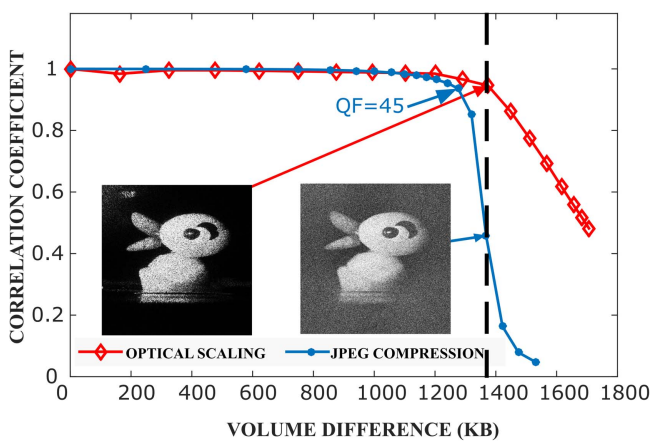 CORRELATION COEFFICIENT
1
0.8
0.6
0.4
0.2
0
QF=45
OPTICAL SCALING
JPEG COMPRESSION
0 200 400 600 800 1000 1200 1400 1600 1800
VOLUME DIFFERENCE (KB)